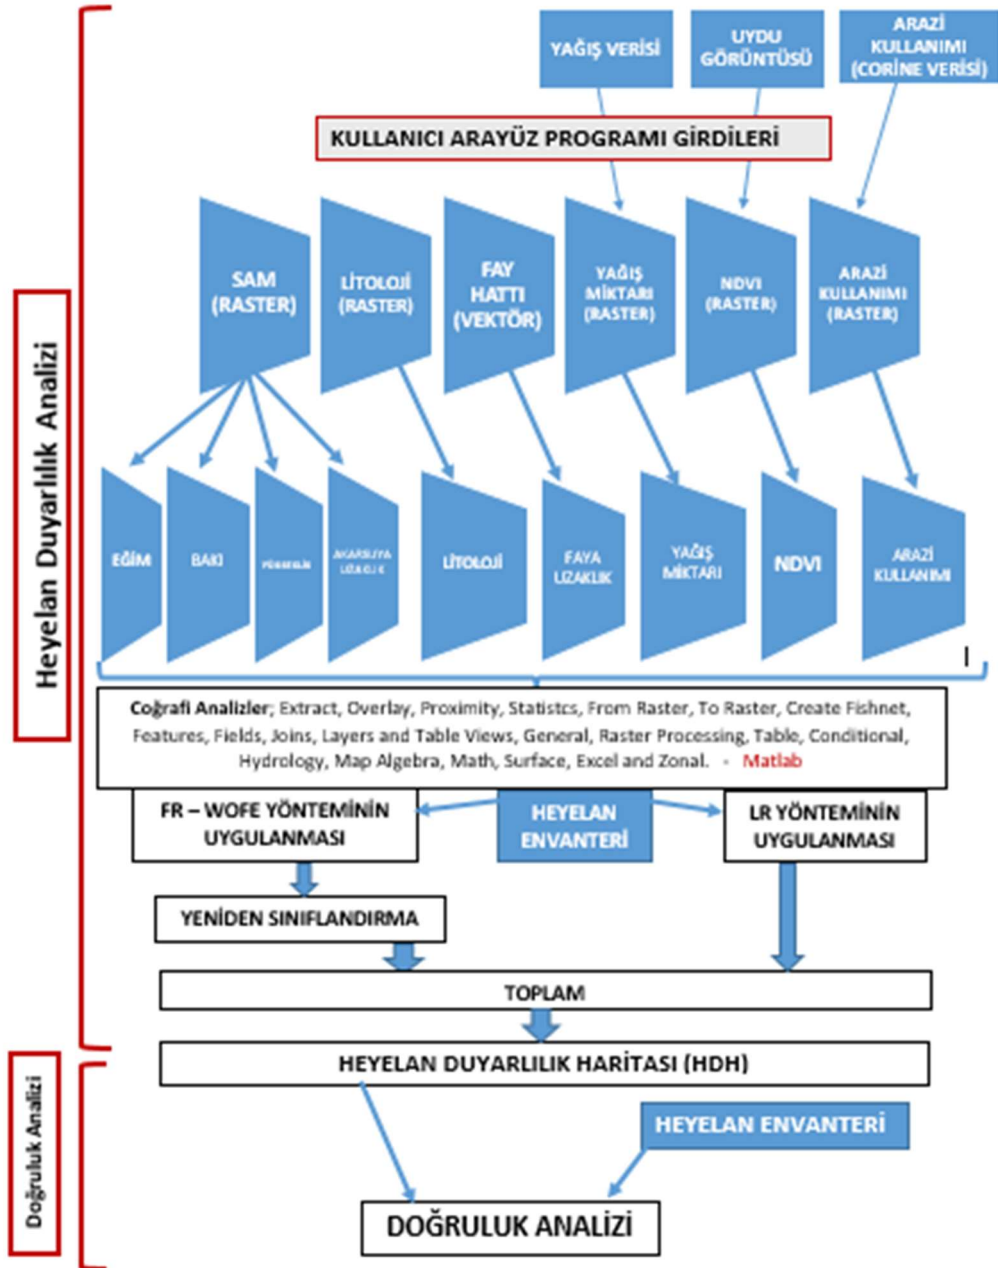 YAĞIŞ VERİSİ
UYDU
GÖRÜNTÜSÜ
ARAZİ
KULLANIMI
(CORİNE VERİSİ)
KULLANICI ARAYÜZ PROGRAMI GİRDİLERİ
SAM
(RASTER)
LİTOLOJİ
(RASTER)
FAY
HATTI
(VEKTÖR)
YAĞIŞ
MİKTARI
(RASTER)
NDVI
(RASTER)
ARAZİ
KULLANIMI
(RASTER)
Heyelan Duyarlılık Analizi
EĞİM
BAKI
YÜKSEKLİK
AKARSUYA
UZAKLIK
LİTOLOJİ
FAYA
UZAKLIK
YAĞIŞ
MİKTARI
NDVI
ARAZİ
KULLANIMI
Coğrafi Analizler; Extract, Overlay, Proximity, Statistcs, From Raster, To Raster, Create Fishnet,
Features, Fields, Joins, Layers and Table Views, General, Raster Processing, Table, Conditional,
Hydrology, Map Algebra, Math, Surface, Excel and Zonal. - Matlab
FR – WOFE YÖNTEMİNİN
UYGULANMASI
HEYELAN
ENVANTERİ
LR YÖNTEMİNİN
UYGULANMASI
YENİDEN SINIFLANDIRMA
TOPLAM
HEYELAN DUYARLILIK HARİTASI (HDH)
Doğruluk Analizi
HEYELAN ENVANTERİ
DOĞRULUK ANALİZİ